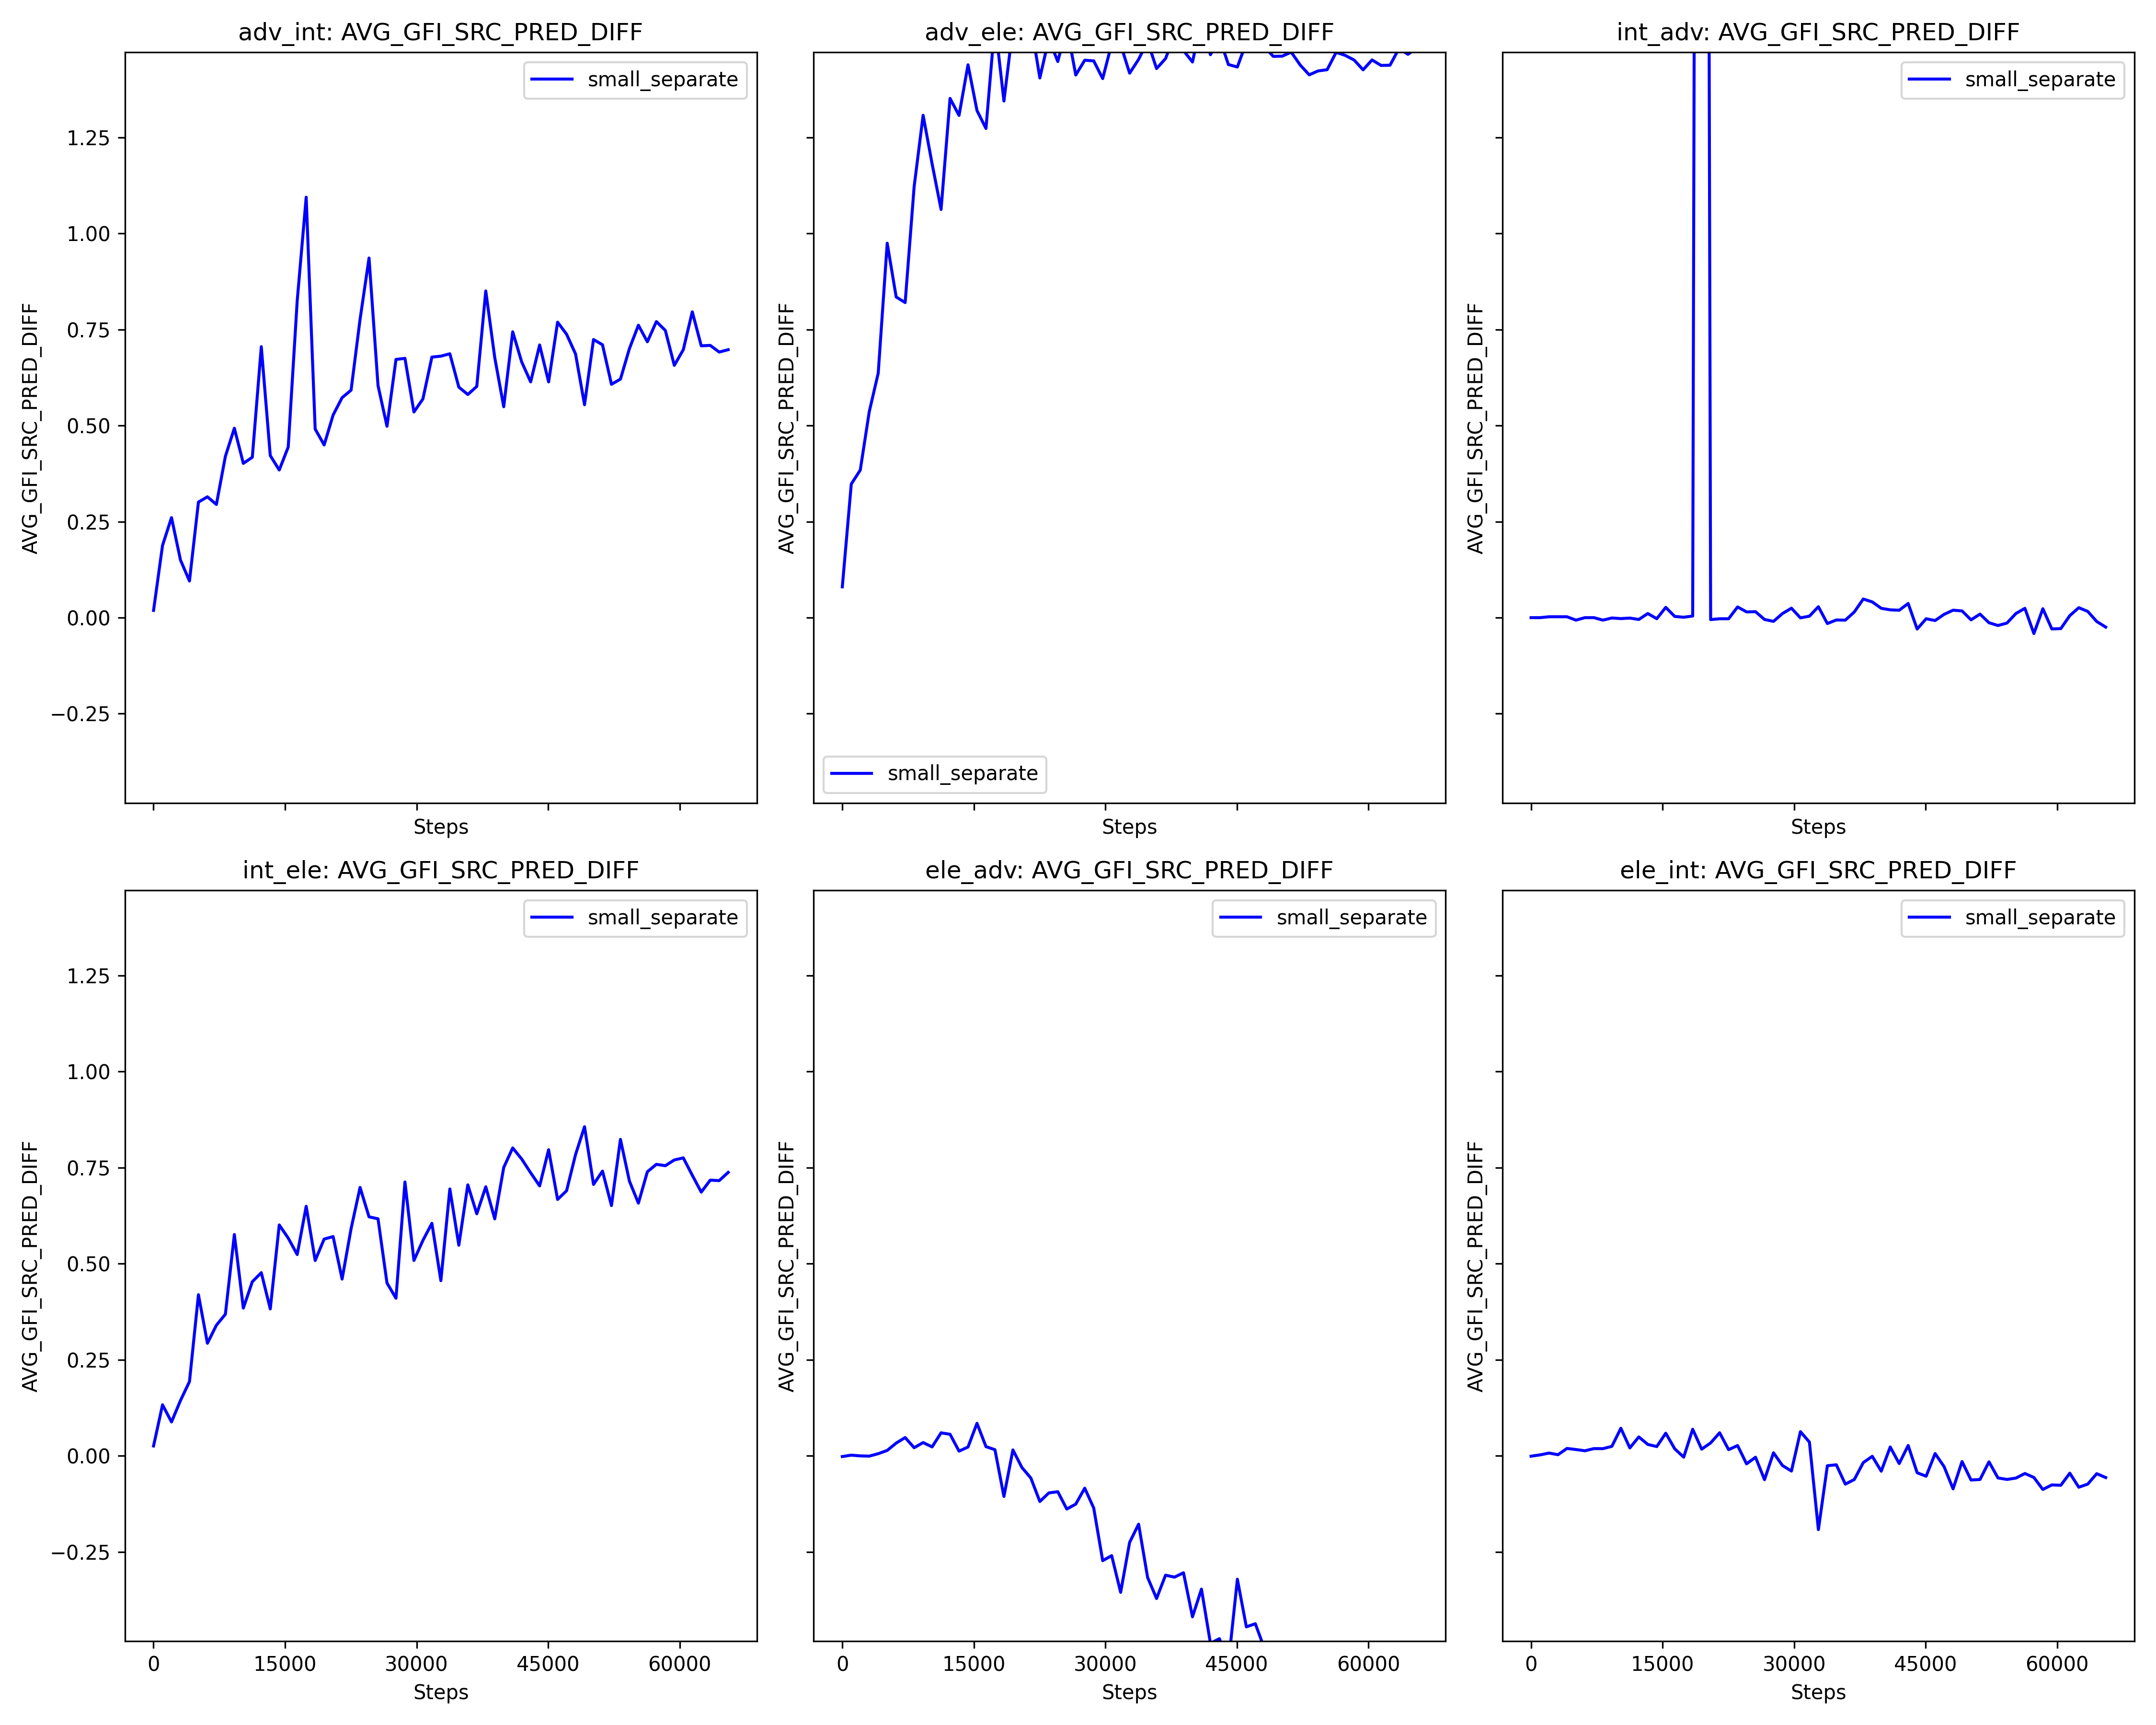 adv_int: AVG_GFI_SRC_PRED_DIFF
adv_ele: AVG_GFI_SRC_PRED_DIFF
int_adv: AVG_GFI_SRC_PRED_DIFF
small_separate
small_separate
small_separate
1.25
1.00
0.75
0.50
0.25
0.00
−0.25
AVG_GFI_SRC_PRED_DIFF
AVG_GFI_SRC_PRED_DIFF
AVG_GFI_SRC_PRED_DIFF
Steps
Steps
Steps
int_ele: AVG_GFI_SRC_PRED_DIFF
ele_adv: AVG_GFI_SRC_PRED_DIFF
ele_int: AVG_GFI_SRC_PRED_DIFF
small_separate
small_separate
small_separate
1.25
1.00
0.75
0.50
0.25
0.00
−0.25
AVG_GFI_SRC_PRED_DIFF
AVG_GFI_SRC_PRED_DIFF
AVG_GFI_SRC_PRED_DIFF
0 15000 30000 45000 60000
0 15000 30000 45000 60000
0 15000 30000 45000 60000
Steps
Steps
Steps